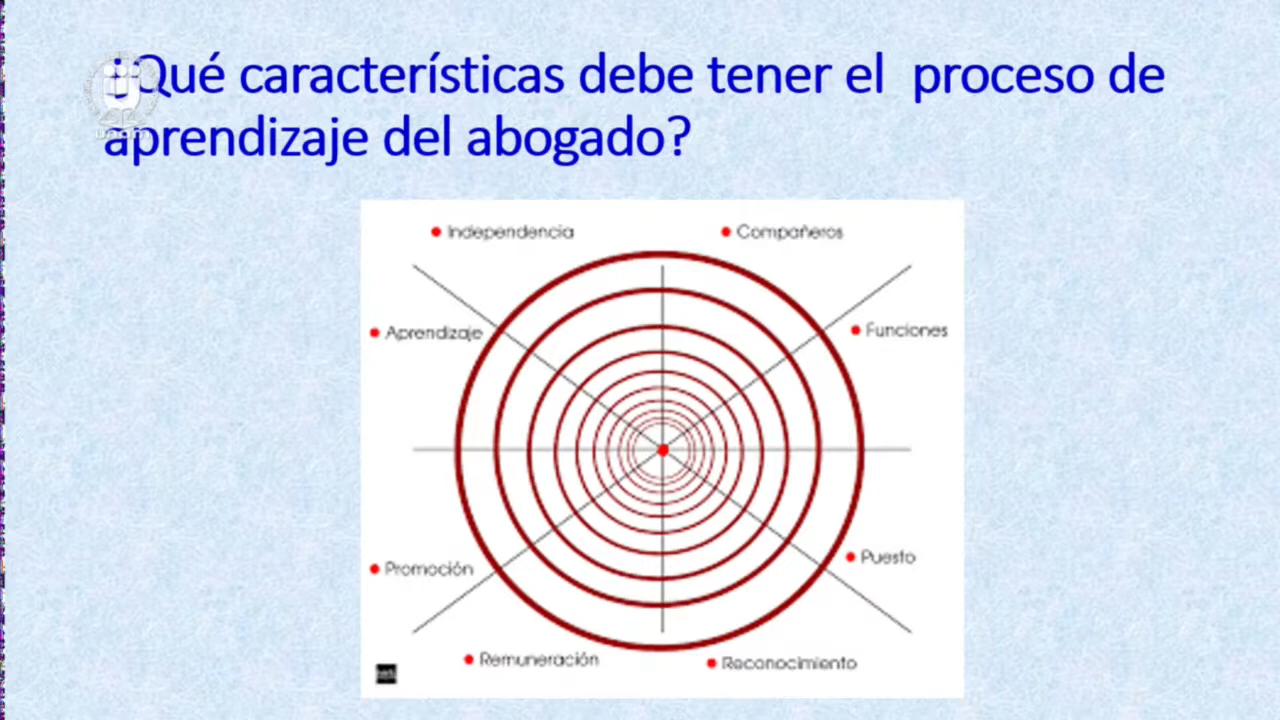 ¿Qué características debe tener el proceso de
aprendizaje del abogado?
Independencia
Compañeros
Aprendizaje
Funciones
Promoción
Puesto
Remuneración
Reconocimiento